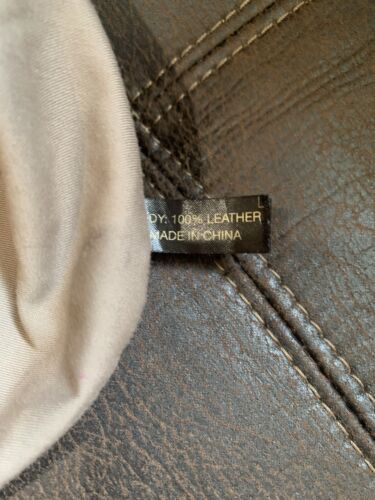 DY: 100% LEATHER
MADE IN CHINA